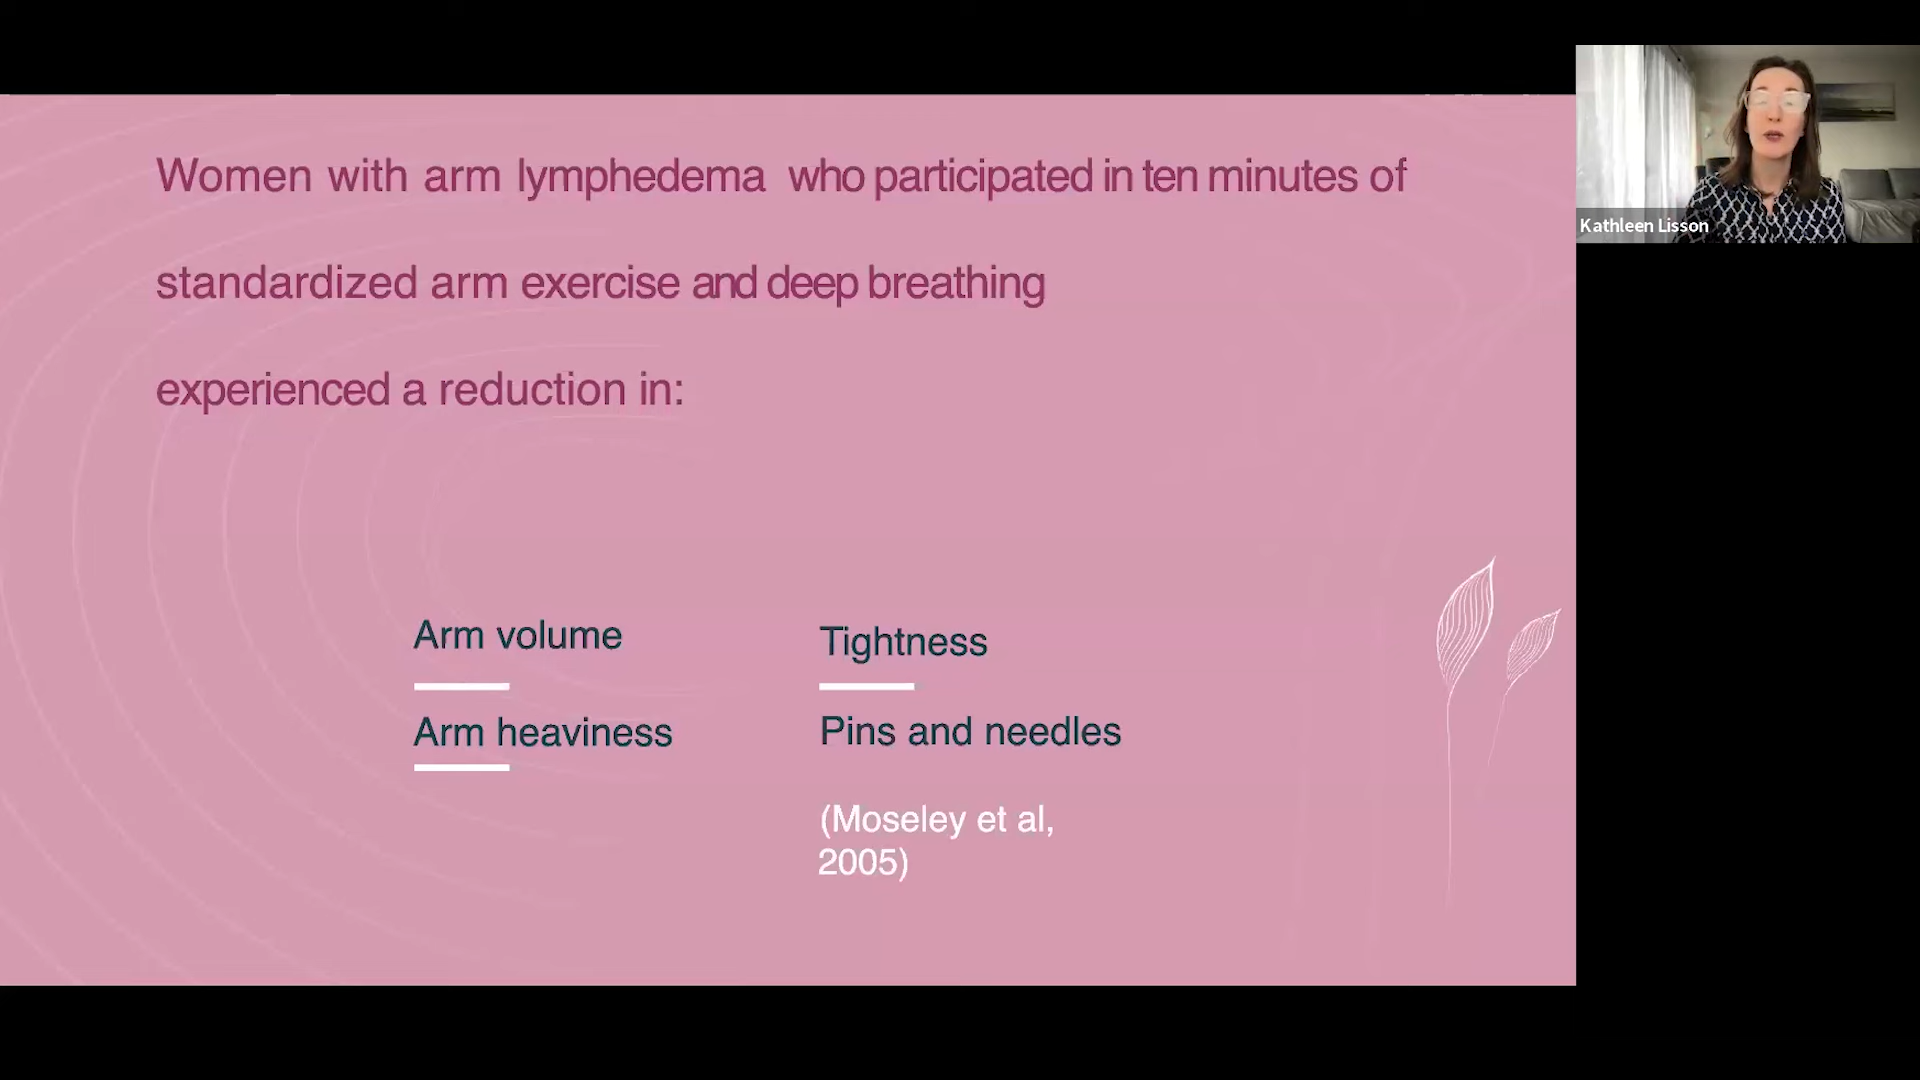 Women with arm lymphedema who participated in ten minutes of
standardized arm exercise and deep breathing
experienced a reduction in:
Arm volume
Tightness
Arm heaviness
Pins and needles
(Moseley et al,
2005)
Kathleen Lisson